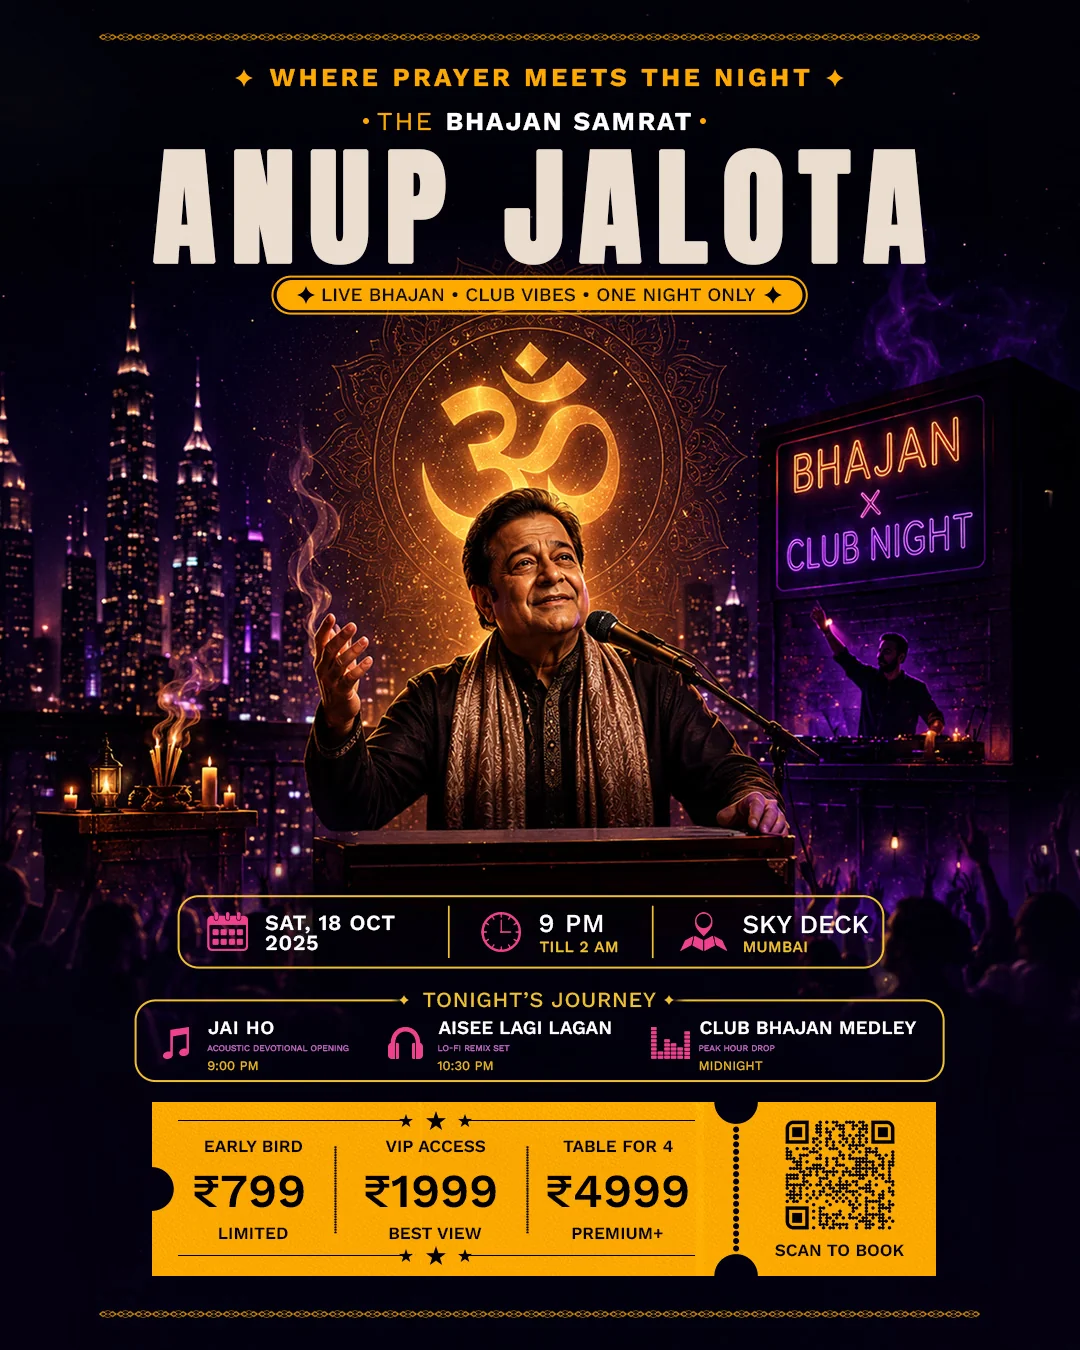 WHERE PRAYER MEETS THE NIGHT
• THE BHAJAN SAMRAT •
ANUP JALOTA
LIVE BHAJAN • CLUB VIBES • ONE NIGHT ONLY
ॐ
BHAJAN
X
CLUB NIGHT
SAT, 18 OCT
2025
9 PM
TILL 2 AM
SKY DECK
MUMBAI
TONIGHT'S JOURNEY
JAI HO
ACOUSTIC DEVOTIONAL OPENING
9:00 PM
AISEE LAGI LAGAN
LO-FI REMIX SET
10:30 PM
CLUB BHAJAN MEDLEY
PEAK HOUR DROP
MIDNIGHT
EARLY BIRD
₹799
LIMITED
VIP ACCESS
₹1999
BEST VIEW
TABLE FOR 4
₹4999
PREMIUM+
SCAN TO BOOK